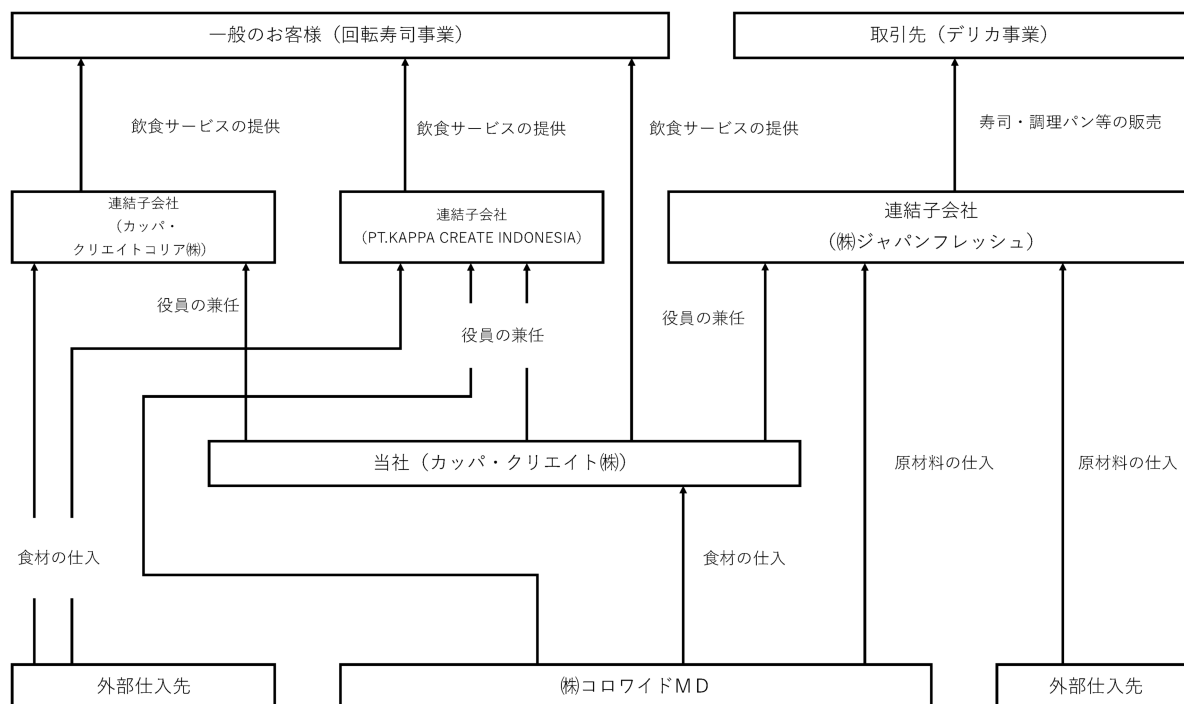 一般のお客様（回転寿司事業）
取引先（デリカ事業）
飲食サービスの提供
飲食サービスの提供
飲食サービスの提供
寿司・調理パン等の販売
連結子会社
（カッパ・
クリエイトコリア㈱）
連結子会社
（PT.KAPPA CREATE INDONESIA）
連結子会社
（㈱ジャパンフレッシュ）
役員の兼任
役員の兼任
役員の兼任
当社（カッパ・クリエイト㈱）
原材料の仕入
原材料の仕入
食材の仕入
食材の仕入
外部仕入先
㈱コロワイドＭＤ
外部仕入先